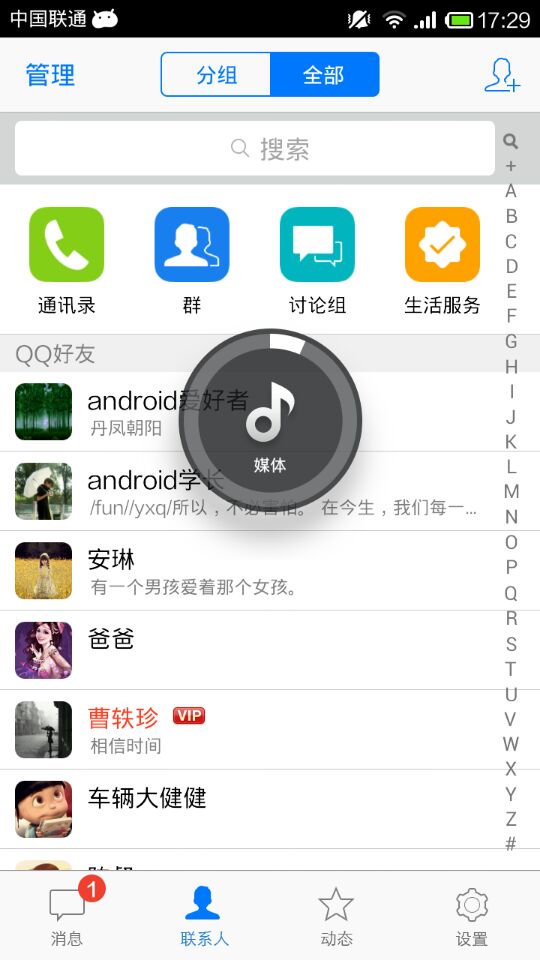 中国联通 17:29
管理 分组 全部
搜索
通讯录 群 讨论组 生活服务
QQ好友
android爱好者
丹凤朝阳
媒体
android学长
/fun//yxq/所以，不必害怕。 在今生，我们每一...
安琳
有一个男孩爱着那个女孩。
爸爸
曹轶珍 VIP
相信时间
车辆大健健
+
A
B
C
D
E
F
G
H
I
J
K
L
M
N
O
P
Q
R
S
T
U
V
W
X
Y
Z
#
1
消息 联系人 动态 设置